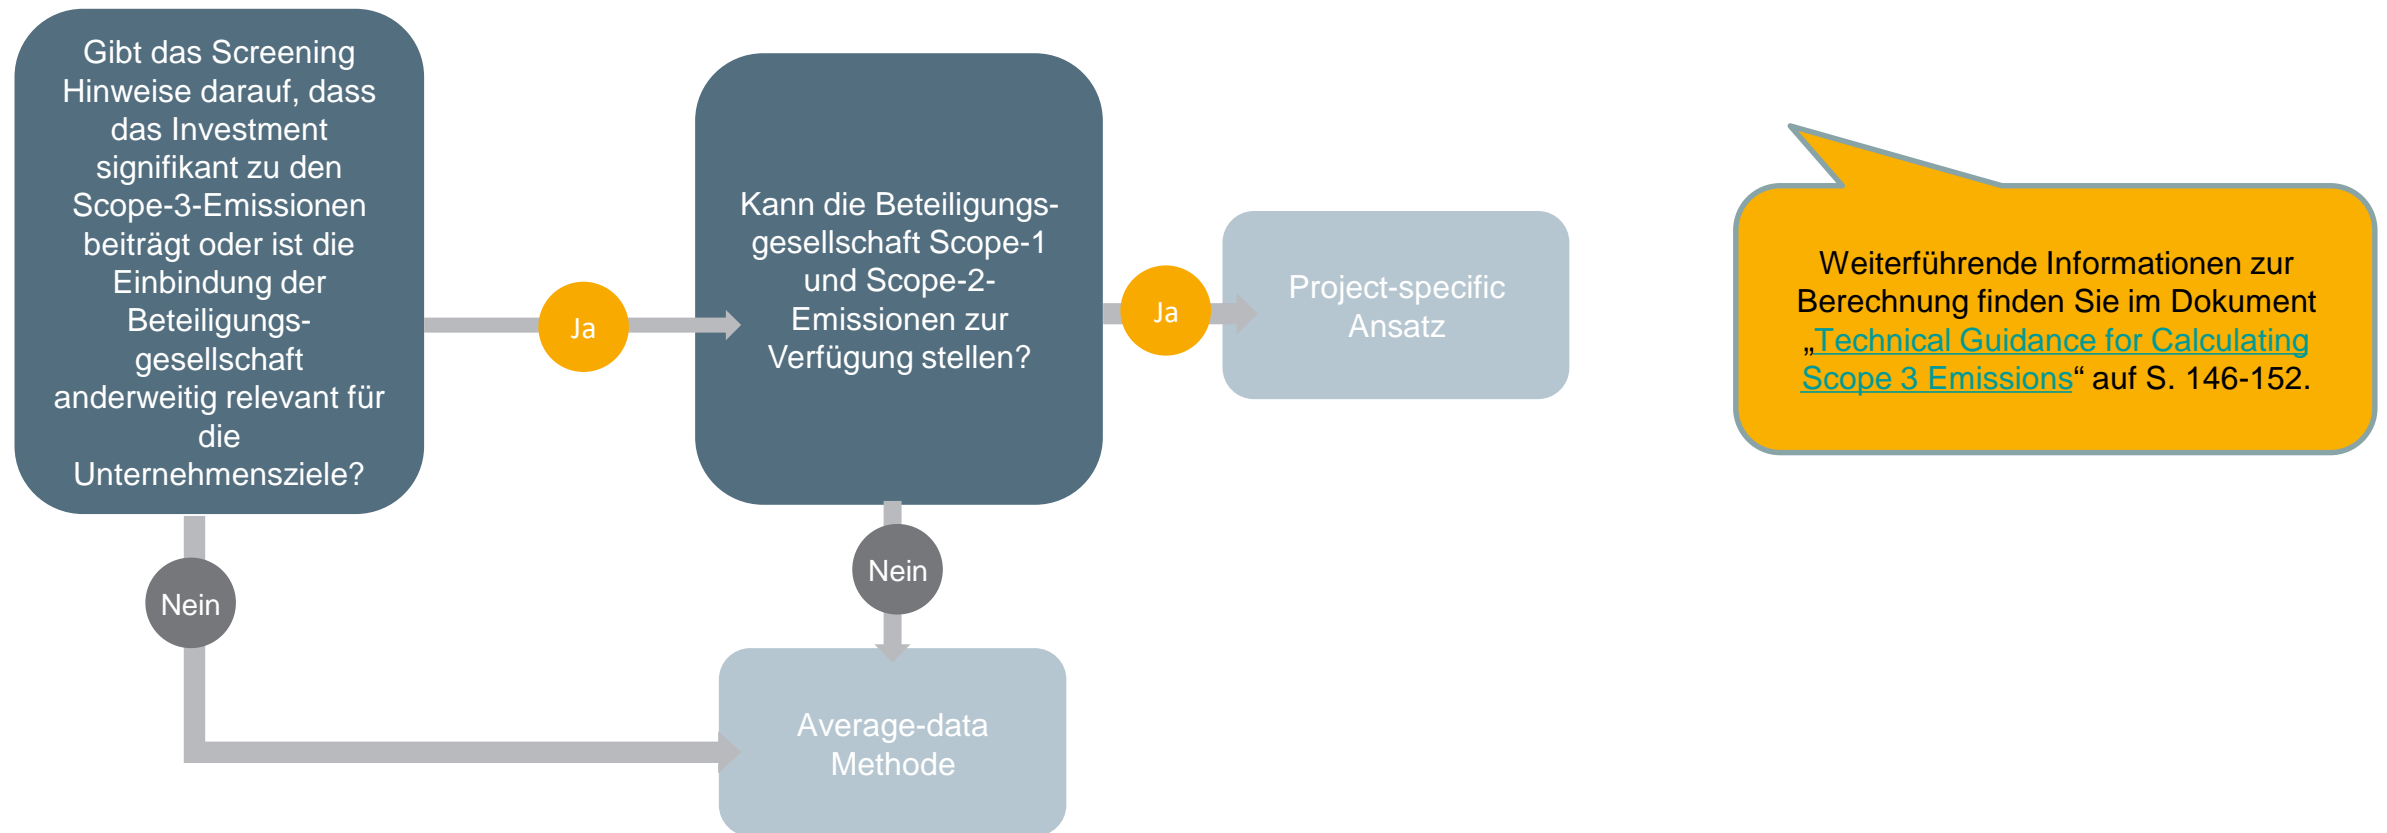 Gibt das Screening
Hinweise darauf, dass
das Investment
signifikant zu den
Scope-3-Emissionen
beiträgt oder ist die
Einbindung der
Beteiligungs-
gesellschaft
anderweitig relevant für
die
Unternehmensziele?
Ja
Kann die Beteiligungs-
gesellschaft Scope-1
und Scope-2-
Emissionen zur
Verfügung stellen?
Ja
Project-specific
Ansatz
Weiterführende Informationen zur
Berechnung finden Sie im Dokument
„Technical Guidance for Calculating
Scope 3 Emissions“ auf S. 146-152.
Nein
Nein
Average-data
Methode